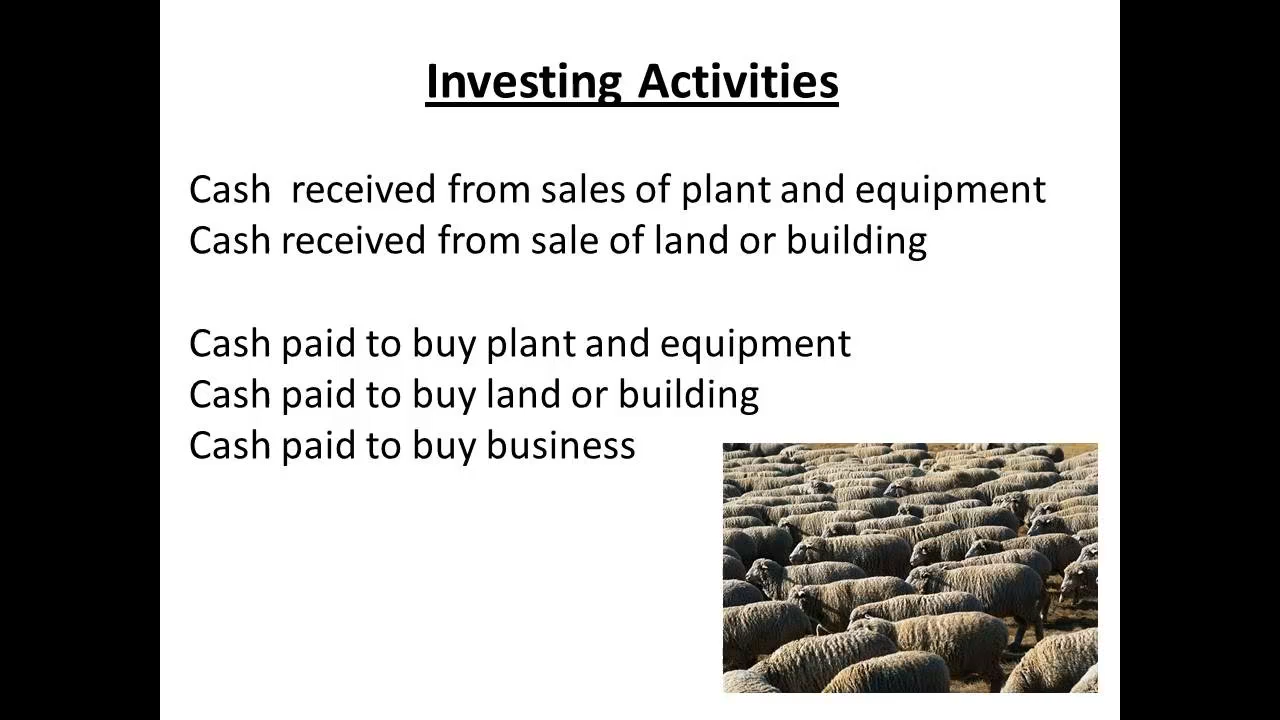 Investing Activities
Cash  received from sales of plant and equipment
Cash received from sale of land or building
Cash paid to buy plant and equipment
Cash paid to buy land or building
Cash paid to buy business